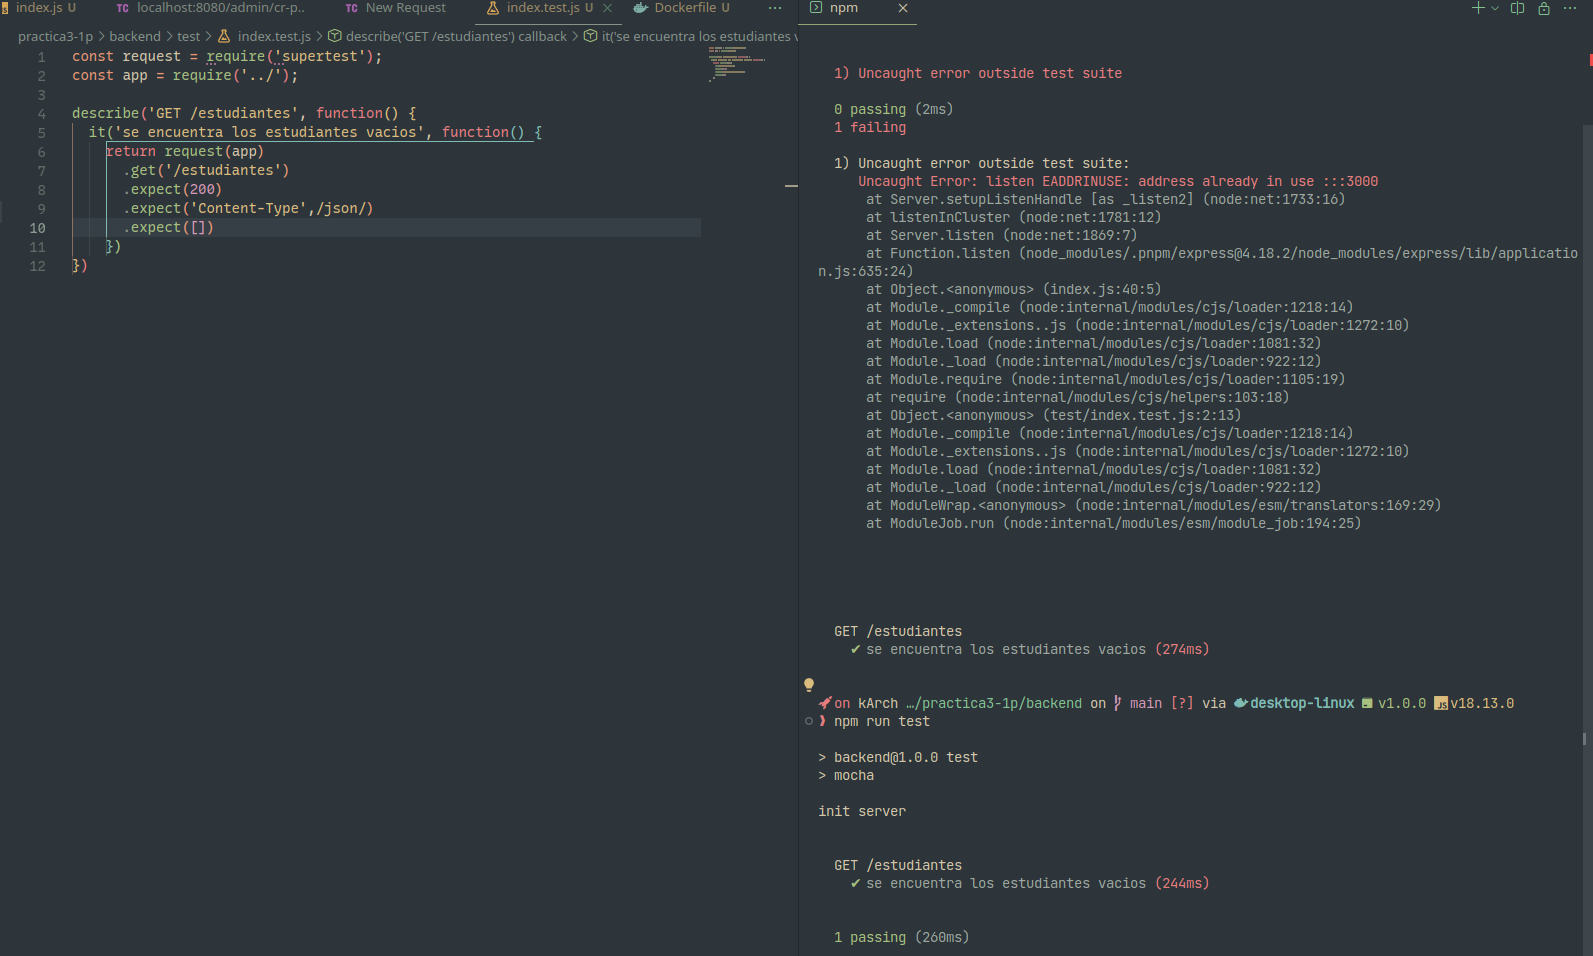 index.js U
TC localhost:8080/admin/cr-p..
TC New Request
index.test.js U
Dockerfile U
practica3-1p > backend > test > index.test.js > describe('GET /estudiantes') callback > it('se encuentra los estudiantes v
1 const request = require('supertest');
2 const app = require('../');
3
4 describe('GET /estudiantes', function() {
5 it('se encuentra los estudiantes vacios', function() {
6 return request(app)
7 .get('/estudiantes')
8 .expect(200)
9 .expect('Content-Type',/json/)
10 .expect([])
11 })
12 })
npm
1) Uncaught error outside test suite
0 passing (2ms)
1 failing
1) Uncaught error outside test suite:
Uncaught Error: listen EADDRINUSE: address already in use :::3000
at Server.setupListenHandle [as _listen2] (node:net:1733:16)
at listenInCluster (node:net:1781:12)
at Server.listen (node:net:1869:7)
at Function.listen (node_modules/.pnpm/express@4.18.2/node_modules/express/lib/applicatio
n.js:635:24)
at Object.<anonymous> (index.js:40:5)
at Module._compile (node:internal/modules/cjs/loader:1218:14)
at Module._extensions..js (node:internal/modules/cjs/loader:1272:10)
at Module.load (node:internal/modules/cjs/loader:1081:32)
at Module._load (node:internal/modules/cjs/loader:922:12)
at Module.require (node:internal/modules/cjs/loader:1105:19)
at require (node:internal/modules/cjs/helpers:103:18)
at Object.<anonymous> (test/index.test.js:2:13)
at Module._compile (node:internal/modules/cjs/loader:1218:14)
at Module._extensions..js (node:internal/modules/cjs/loader:1272:10)
at Module.load (node:internal/modules/cjs/loader:1081:32)
at Module._load (node:internal/modules/cjs/loader:922:12)
at ModuleWrap.<anonymous> (node:internal/modules/esm/translators:169:29)
at ModuleJob.run (node:internal/modules/esm/module_job:194:25)
GET /estudiantes
✔ se encuentra los estudiantes vacios (274ms)
on kArch …/practica3-1p/backend on main [?] via desktop-linux v1.0.0 JS v18.13.0
❱ npm run test
> backend@1.0.0 test
> mocha
init server
GET /estudiantes
✔ se encuentra los estudiantes vacios (244ms)
1 passing (260ms)